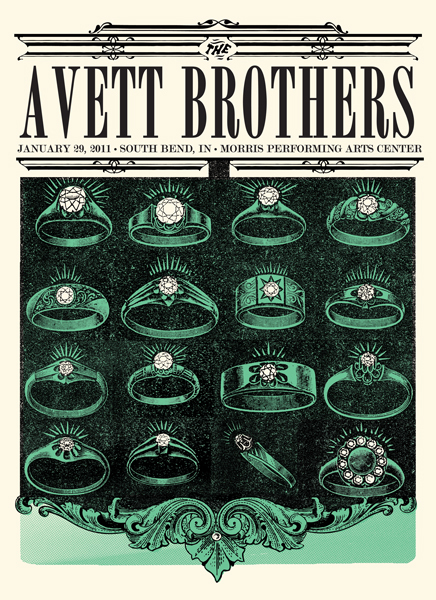 THE
AVETT BROTHERS
JANUARY 29, 2011 • SOUTH BEND, IN • MORRIS PERFORMING ARTS CENTER